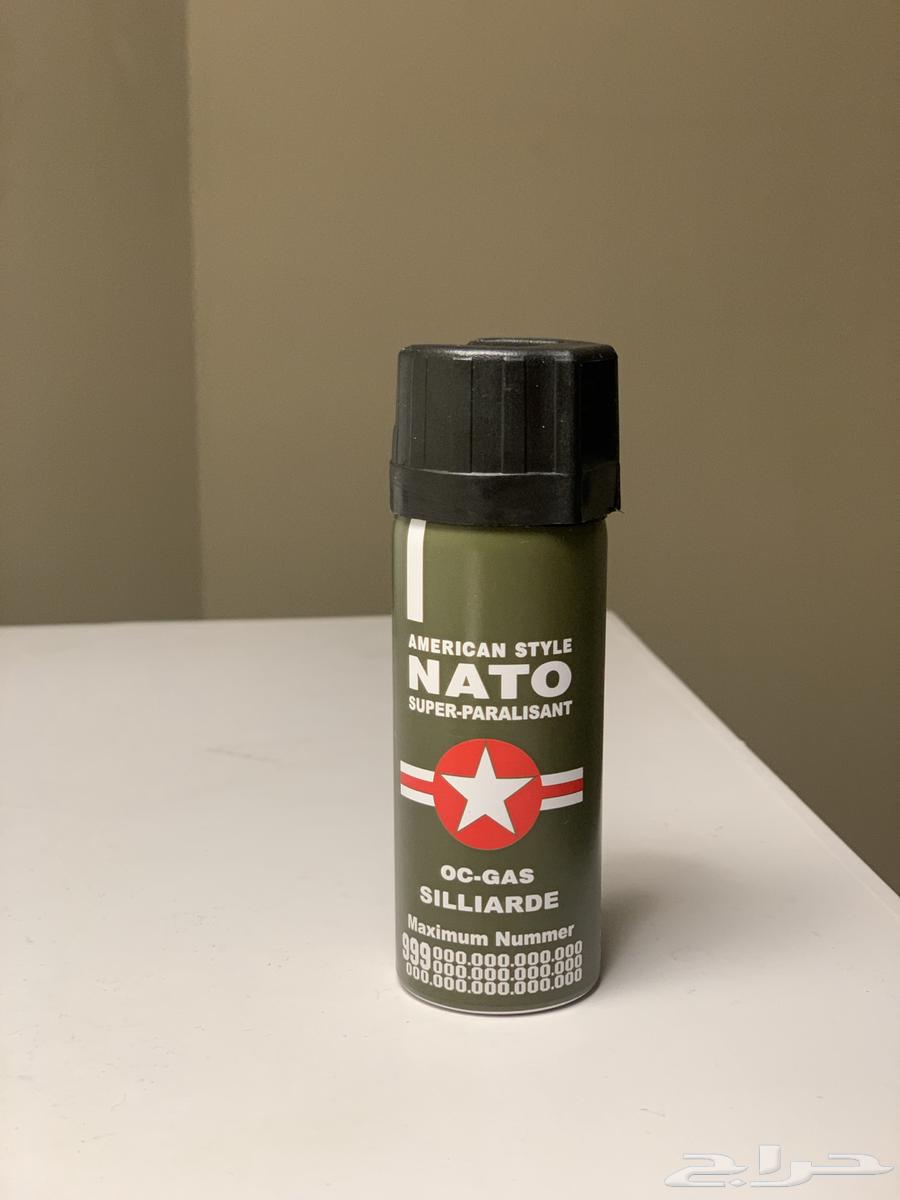 AMERICAN STYLE
NATO
SUPER-PARALISANT
OC-GAS
SILLIARDE
Maximum Nummer
999 000.000.000.000
000.000.000.000
000.000.000.000.000
حراج